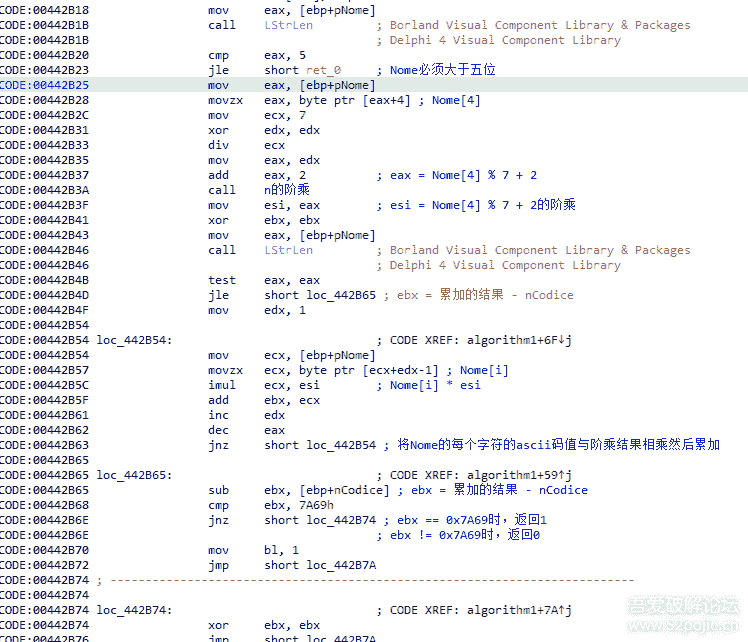 CODE:00442B18 mov eax, [ebp+pName]
CODE:00442B1B call LStrLen ; Borland Visual Component Library & Packages
CODE:00442B1B ; Delphi 4 Visual Component Library
CODE:00442B20 cmp eax, 5
CODE:00442B23 jle short ret_0 ; Nome必须大于五位
CODE:00442B25 mov eax, [ebp+pNome]
CODE:00442B28 movzx eax, byte ptr [eax+4] ; Nome[4]
CODE:00442B2C mov ecx, 7
CODE:00442B31 xor edx, edx
CODE:00442B33 div ecx
CODE:00442B35 mov eax, edx
CODE:00442B37 add eax, 2 ; eax = Nome[4] % 7 + 2
CODE:00442B3A call n的阶乘
CODE:00442B3F mov esi, eax ; esi = Nome[4] % 7 + 2的阶乘
CODE:00442B41 xor ebx, ebx
CODE:00442B43 mov eax, [ebp+pNome]
CODE:00442B46 call LStrLen ; Borland Visual Component Library & Packages
CODE:00442B46 ; Delphi 4 Visual Component Library
CODE:00442B4B test eax, eax
CODE:00442B4D jle short loc_442B65 ; ebx = 累加的结果 - nCodice
CODE:00442B4F mov edx, 1
CODE:00442B54
CODE:00442B54 loc_442B54: ; CODE XREF: algorithm1+6F↓j
CODE:00442B54 mov ecx, [ebp+pNome]
CODE:00442B57 movzx ecx, byte ptr [ecx+edx-1] ; Nome[i]
CODE:00442B5C imul ecx, esi ; Nome[i] * esi
CODE:00442B5F add ebx, ecx
CODE:00442B61 inc edx
CODE:00442B62 dec eax
CODE:00442B63 jnz short loc_442B54 ; 将Nome的每个字符的ascii码值与阶乘结果相乘然后累加
CODE:00442B65
CODE:00442B65 loc_442B65: ; CODE XREF: algorithm1+59↑j
CODE:00442B65 sub ebx, [ebp+nCodice] ; ebx = 累加的结果 - nCodice
CODE:00442B68 cmp ebx, 7A69h
CODE:00442B6E jnz short loc_442B74 ; ebx == 0x7A69时，返回1
CODE:00442B6E ; ebx != 0x7A69时，返回0
CODE:00442B70 mov bl, 1
CODE:00442B72 jmp short loc_442B7A
CODE:00442B74 ; ---------------------------------------------------------------------------
CODE:00442B74
CODE:00442B74 loc_442B74: ; CODE XREF: algorithm1+7A↑j
CODE:00442B74 xor ebx, ebx
CODE:00442B76 jmp short loc_442B7A
吾爱破解论坛
www.52pojie.cn